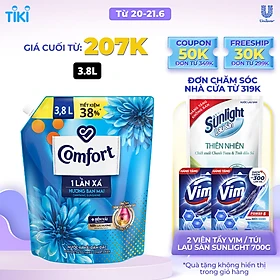 TIKI
Từ 20-21.6
Unilever
GIÁ CUỐI TỪ: 207K
3.8L
COUPON
50K
ĐƠN TỪ 349K
FREESHIP
30K
ĐƠN TỪ 299K
ĐƠN CHĂM SÓC
NHÀ CỬA TỪ 319K
3,8L
TIẾT KIỆM
38%
Comfort
1 LẦN XẢ
HƯƠNG BAN MAI
Sunlight
THIÊN NHIÊN
Vim
Vim
2 VIÊN TẨY VIM / TÚI
LAU SÀN SUNLIGHT 700G
*Quà tặng không hiển thị
trong giỏ hàng